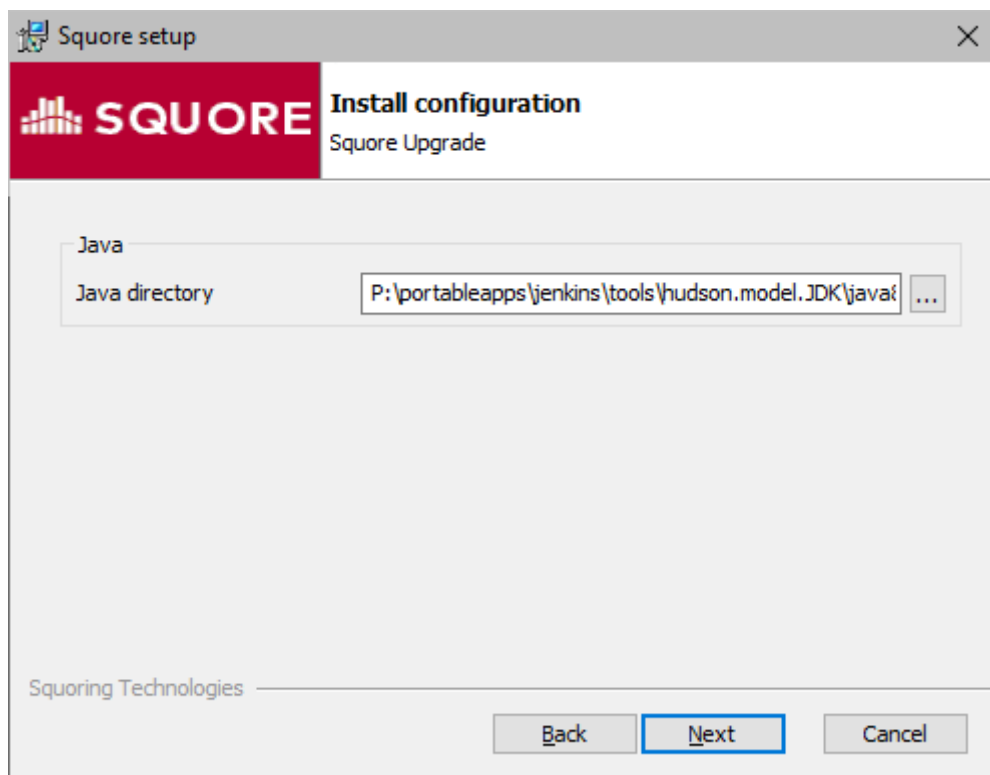 Squore setup
SQUORE
Install configuration
Squore Upgrade
Java
Java directory
P:\portableapps\jenkins\tools\hudson.model.JDK\java8
...
Squoring Technologies
Back
Next
Cancel